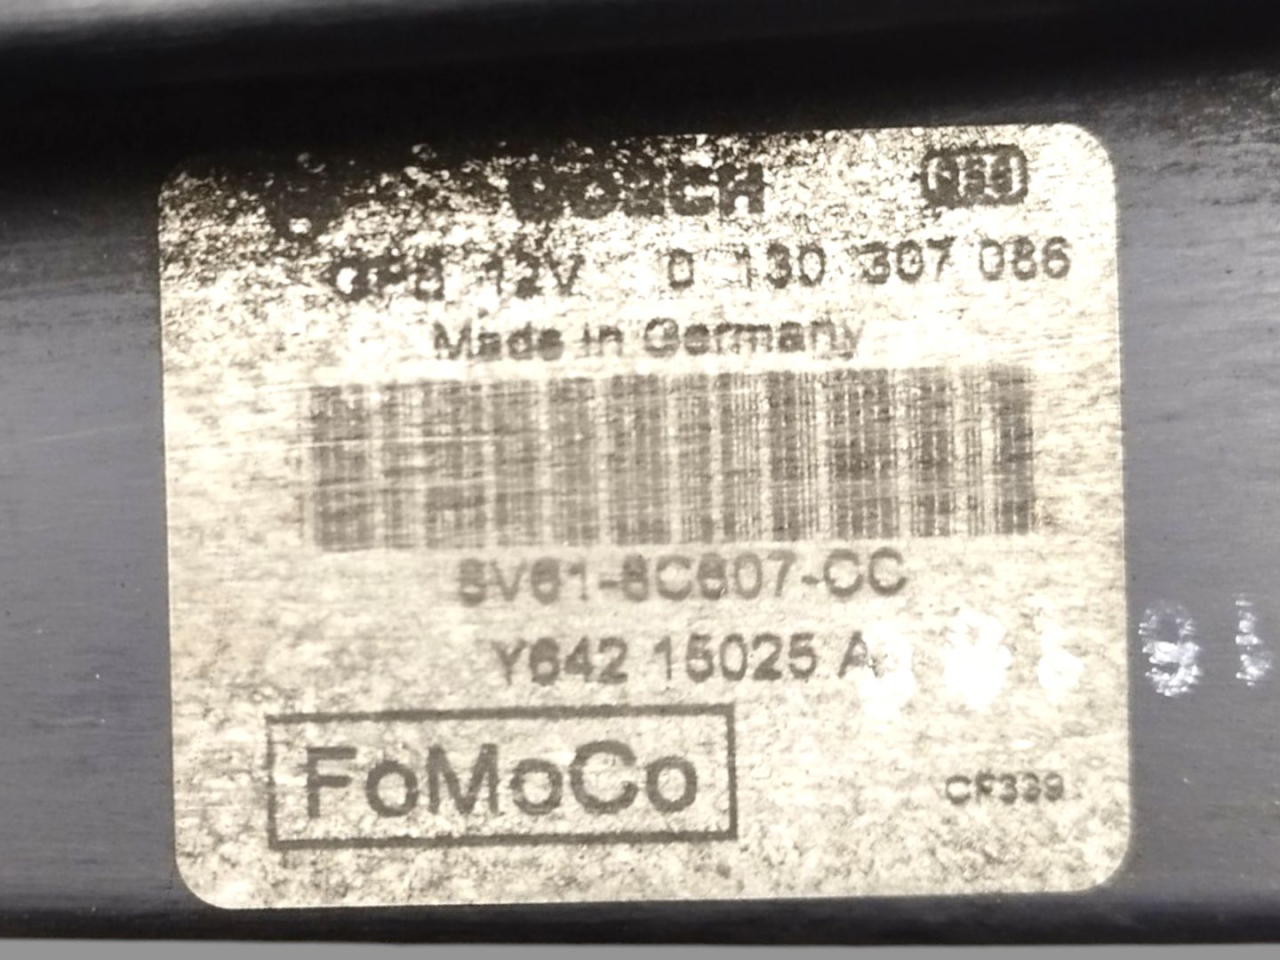 BOSCH
GPB 12V 0 130 307 086
Made in Germany
8V61-8C607-CC
Y642 15025 A
FoMoCo
CF339